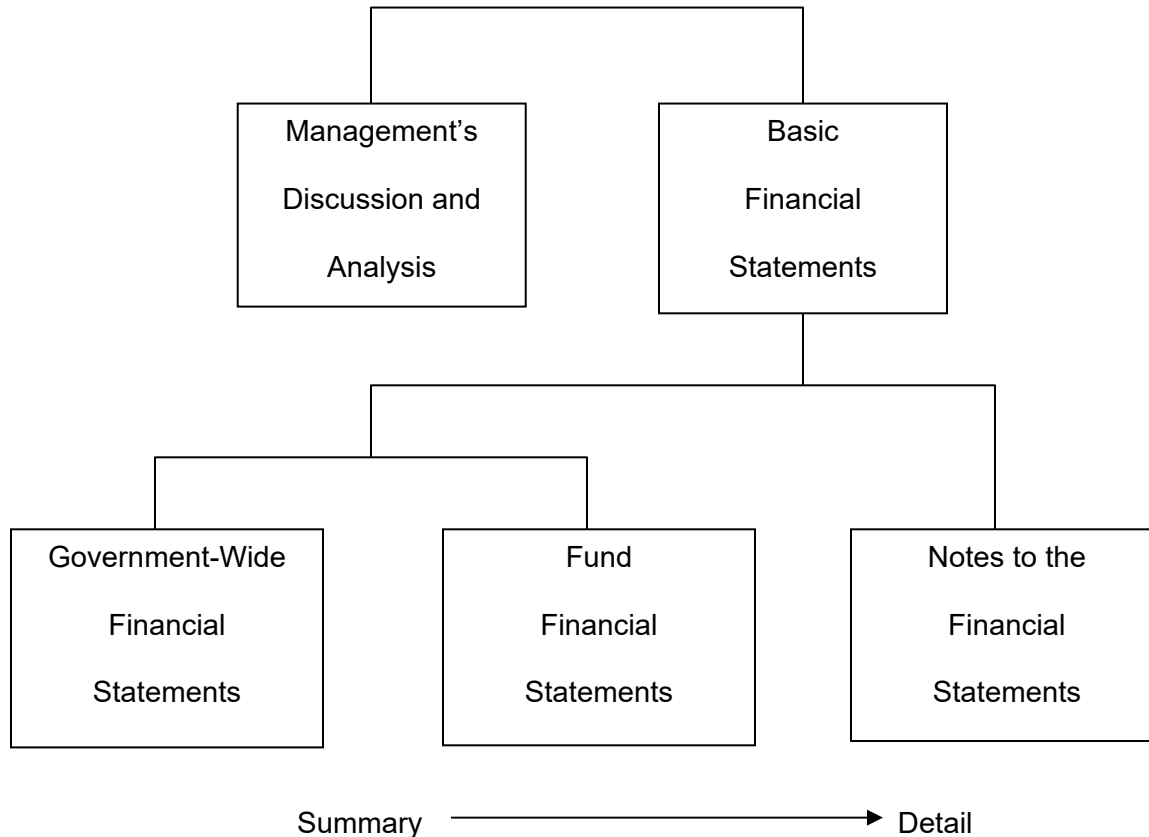 Management’s
Discussion and
Analysis
Basic
Financial
Statements
Government-Wide
Financial
Statements
Fund
Financial
Statements
Notes to the
Financial
Statements
Summary
Detail